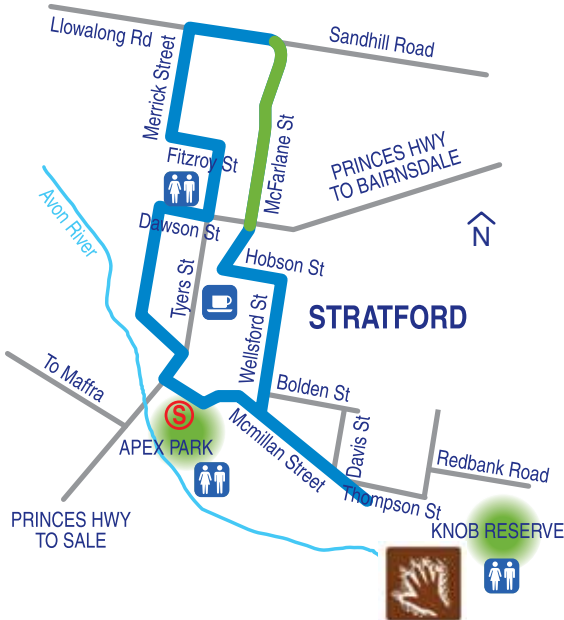 Llowalong Rd
Sandhill Road
Merrick Street
McFarlane St
Fitzroy St
PRINCES HWY
TO BAIRNSDALE
Avon River
Dawson St
N
Hobson St
Tyers St
STRATFORD
Wellsford St
To Maffra
Bolden St
S
Mcmillan Street
Davis St
APEX PARK
Redbank Road
Thompson St
PRINCES HWY
TO SALE
KNOB RESERVE